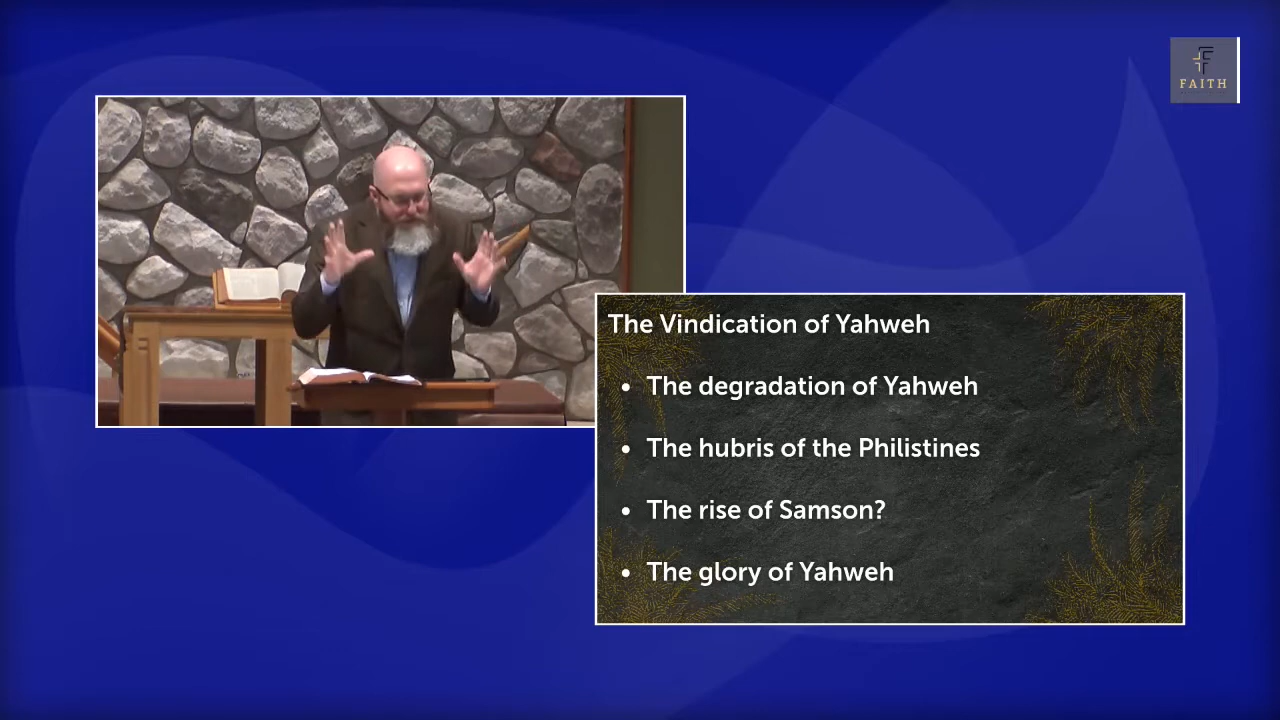 FAITH
The Vindication of Yahweh
• The degradation of Yahweh
• The hubris of the Philistines
• The rise of Samson?
• The glory of Yahweh